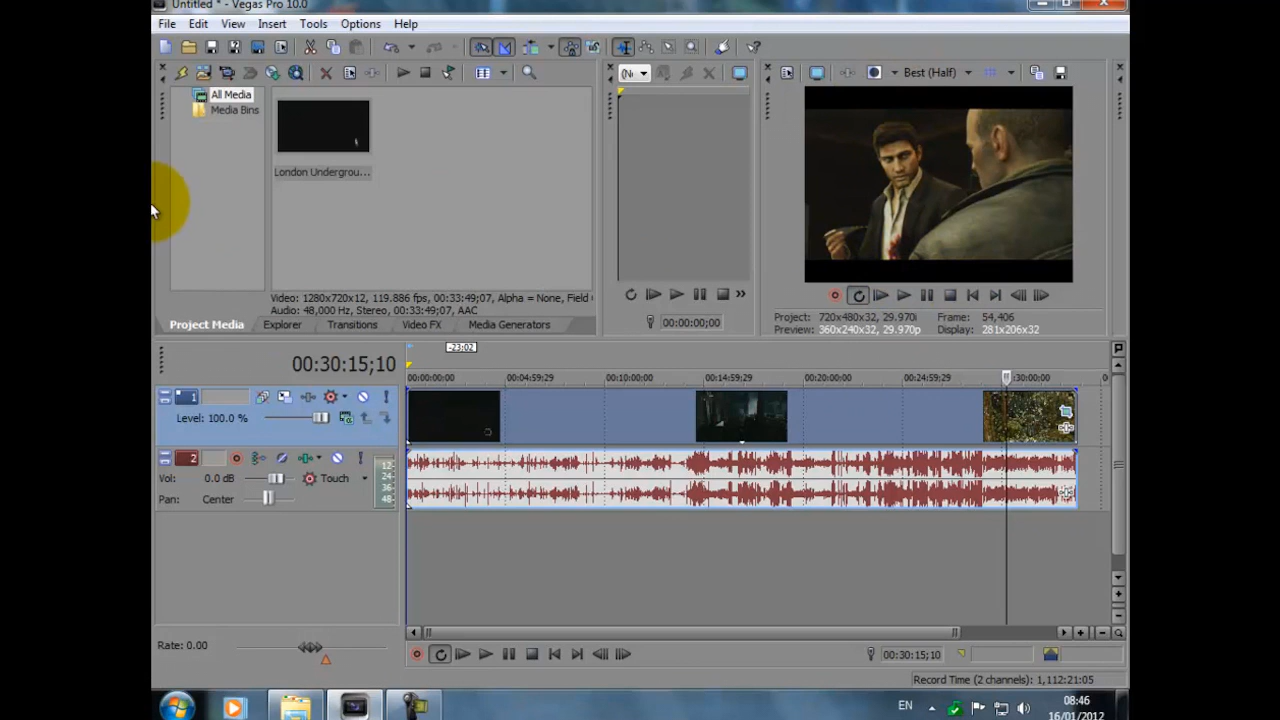 Untitled * - Vegas Pro 10.0
File Edit View Insert Tools Options Help
All Media
Media Bins
London Undergrou...
Video: 1280x720x12, 119.886 fps, 00:33:49;07, Alpha = None, Field
Audio: 48,000 Hz, Stereo, 00:33:49;07, AAC
Project Media Explorer Transitions Video FX Media Generators
00:00:00;00
Best (Half)
Project: 720x480x32, 29.970i Frame: 54,406
Preview: 360x240x32, 29.970p Display: 281x206x32
-23;02
00:30:15;10
00:00:00;00 00:04:59;29 00:10:00;00 00:14:59;29 00:20:00;00 00:24:59;29 :30:00;00 0
1
Level: 100.0 %
2
Vol: 0.0 dB Touch
Pan: Center
12
24
36
48
Rate: 0.00
00:30:15;10
Record Time (2 channels): 1,112:21:05
EN
08:46
16/01/2012